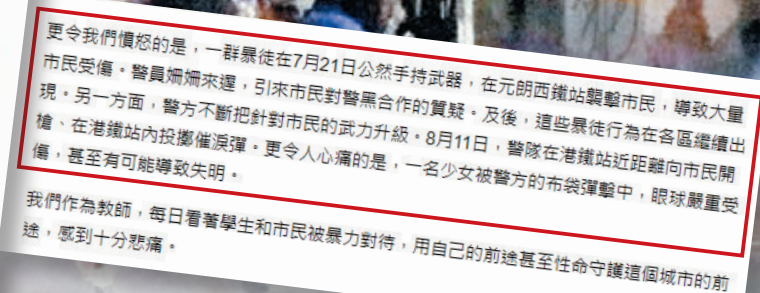 更令我們憤怒的是，一群暴徒在7月21日公然手持武器，在元朗西鐵站襲擊市民，導致大量
市民受傷。警員姍姍來遲，引來市民對警黑合作的質疑。及後，這些暴徒行為在各區繼續出
現。另一方面，警方不斷把針對市民的武力升級。8月11日，警隊在港鐵站近距離向市民開
槍、在港鐵站內投擲催淚彈。更令人心痛的是，一名少女被警方的布袋彈擊中，眼球嚴重受
傷，甚至有可能導致失明。
我們作為教師，每日看著學生和市民被暴力對待，用自己的前途甚至性命守護這個城市的前
途，感到十分悲痛。